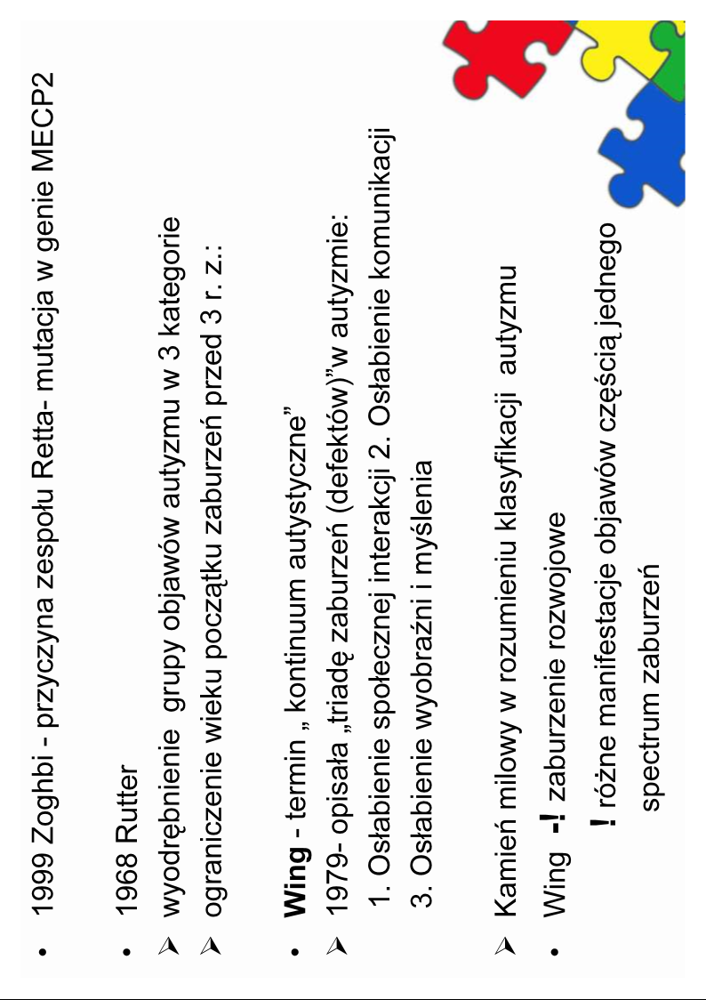 • 1999 Zoghbi - przyczyna zespołu Retta- mutacja w genie MECP2
• 1968 Rutter
➢ wyodrębnienie  grupy objawów autyzmu w 3 kategorie
➢ ograniczenie wieku początku zaburzeń przed 3 r. z.:
• Wing - termin „ kontinuum autystyczne”
➢ 1979- opisała „triadę zaburzeń (defektów)”w autyzmie:
1. Osłabienie społecznej interakcji 2. Osłabienie komunikacji
3. Osłabienie wyobraźni i myślenia
➢ Kamień milowy w rozumieniu klasyfikacji  autyzmu
• Wing  -! zaburzenie rozwojowe
! różne manifestacje objawów częścią jednego
spectrum zaburzeń